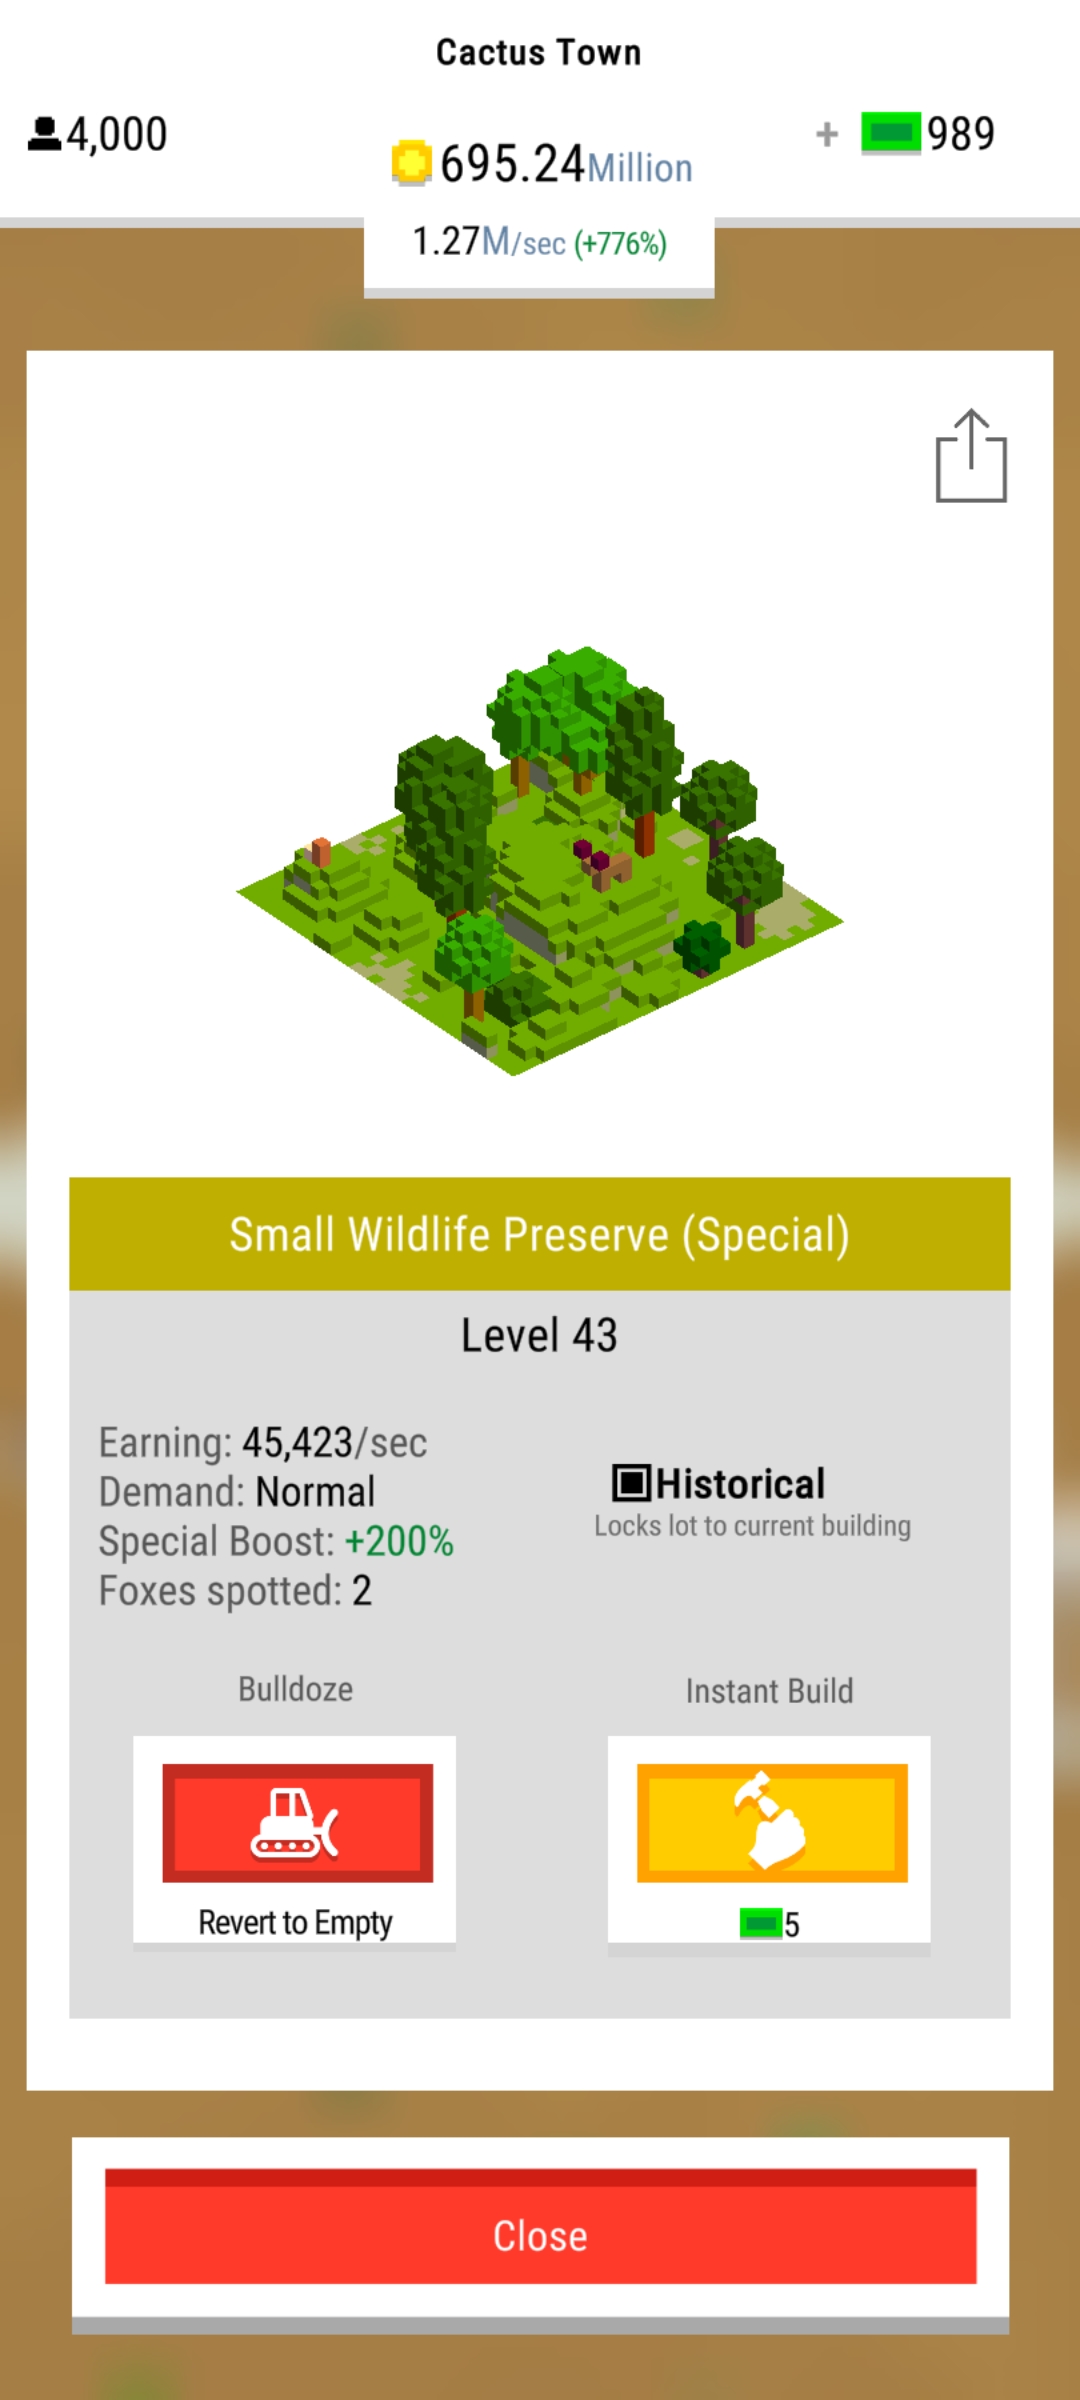 Cactus Town
4,000
695.24Million
+ 989
1.27M/sec (+776%)
Small Wildlife Preserve (Special)
Level 43
Earning: 45,423/sec
Demand: Normal
Special Boost: +200%
Foxes spotted: 2
Historical
Locks lot to current building
Bulldoze
Revert to Empty
Instant Build
5
Close